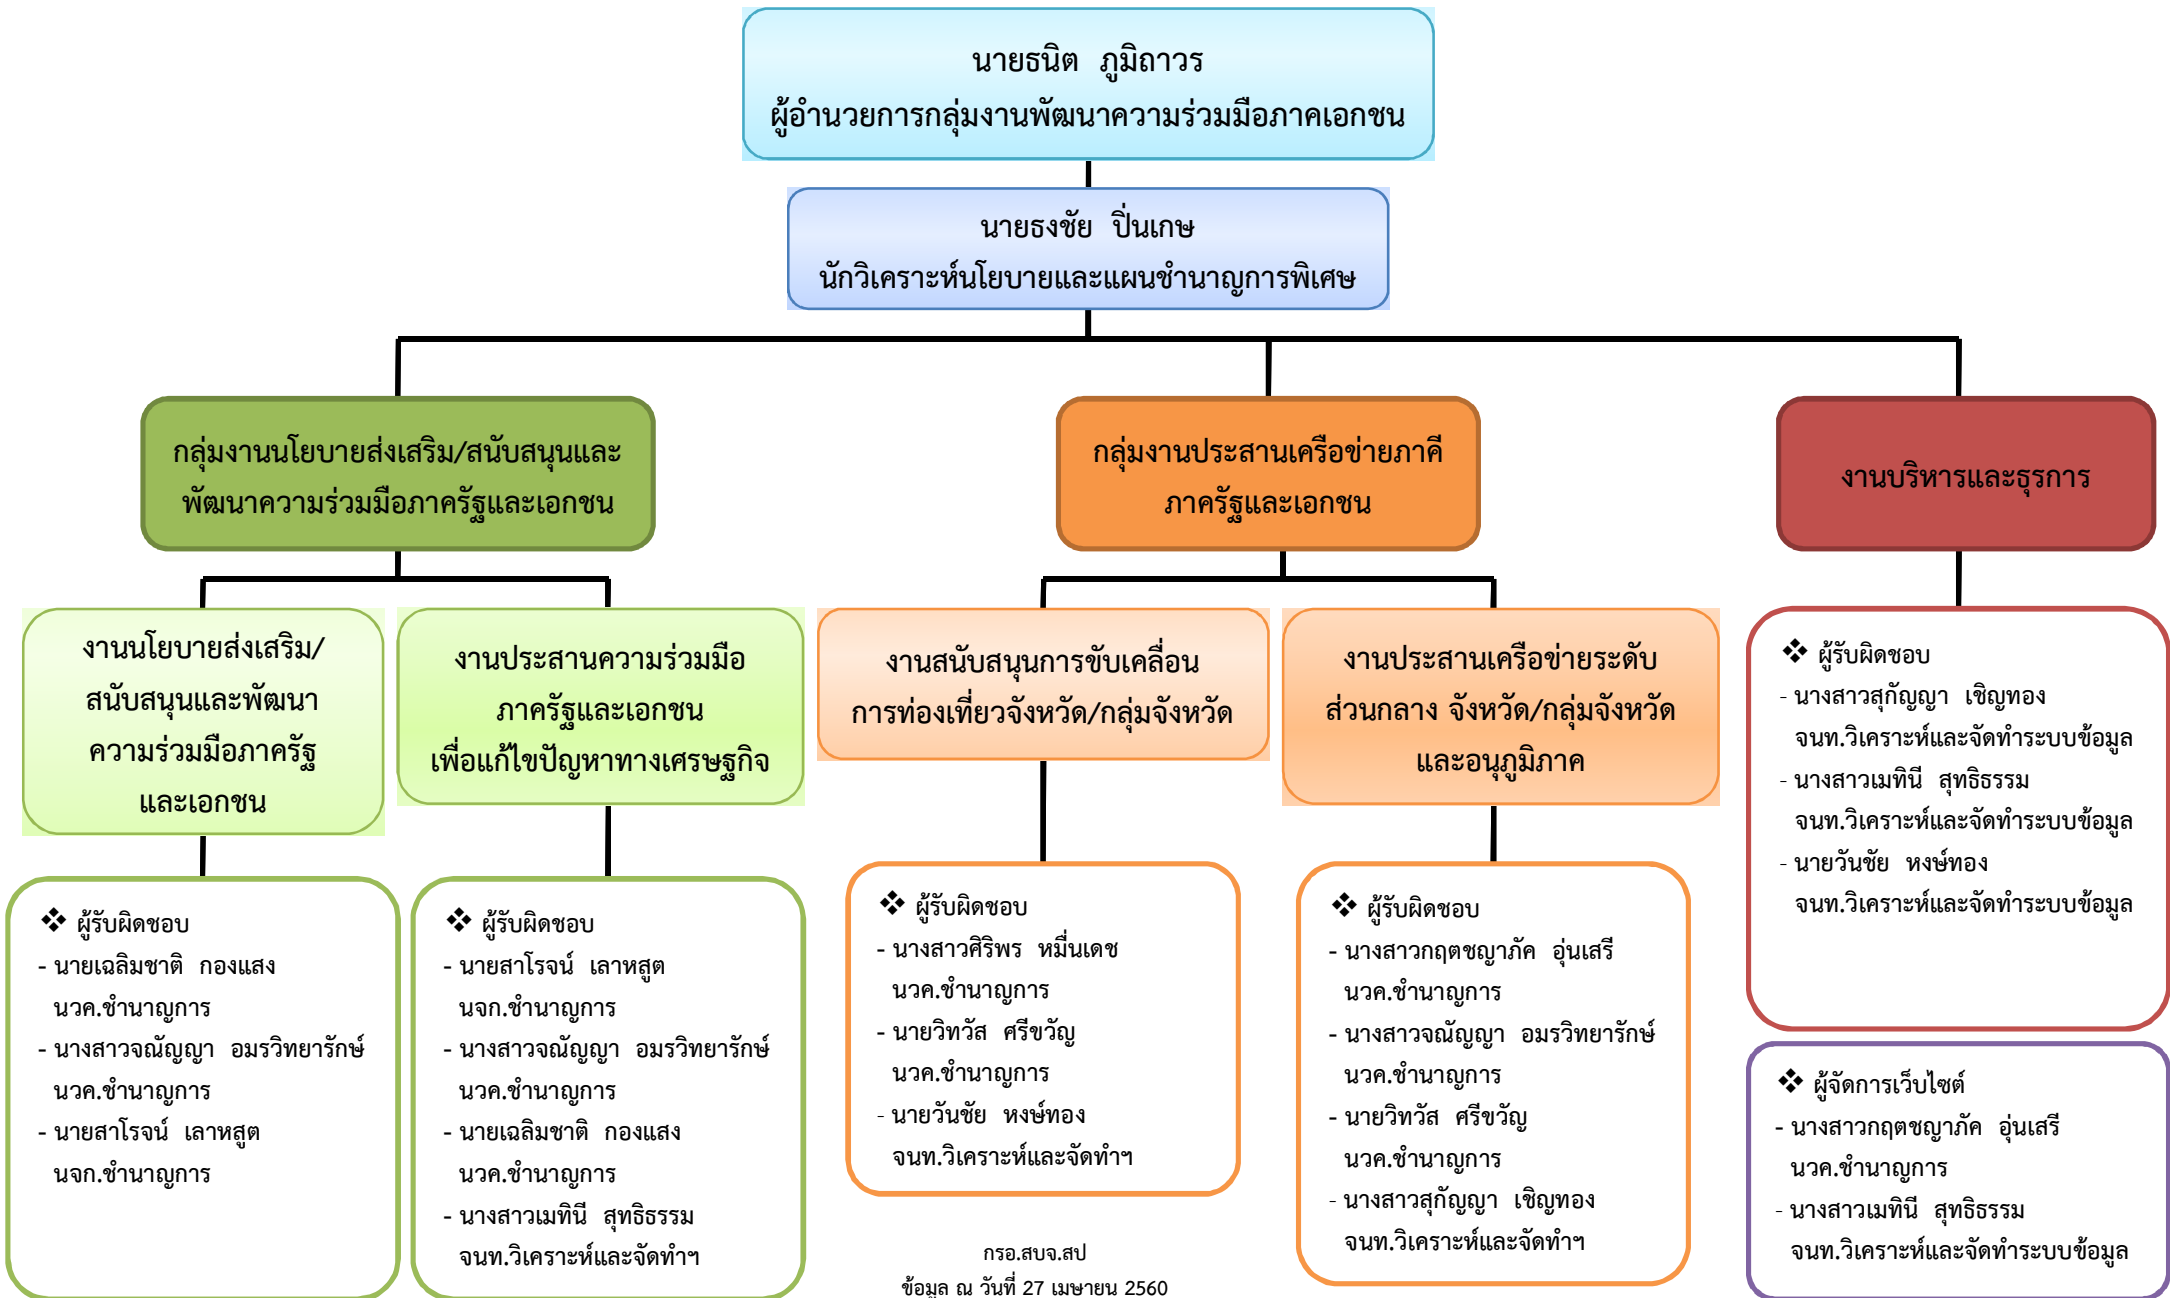 นายธนิต ภูมิถาวร
ผู้อำนวยการกลุ่มงานพัฒนาความร่วมมือภาคเอกชน
นายธงชัย ปิ่นเกษ
นักวิเคราะห์นโยบายและแผนชำนาญการพิเศษ
กลุ่มงานนโยบายส่งเสริม/สนับสนุนและ
พัฒนาความร่วมมือภาครัฐและเอกชน
กลุ่มงานประสานเครือข่ายภาคี
ภาครัฐและเอกชน
งานบริหารและธุรการ
งานนโยบายส่งเสริม/
สนับสนุนและพัฒนา
ความร่วมมือภาครัฐ
และเอกชน
งานประสานความร่วมมือ
ภาครัฐและเอกชน
เพื่อแก้ไขปัญหาทางเศรษฐกิจ
งานสนับสนุนการขับเคลื่อน
การท่องเที่ยวจังหวัด/กลุ่มจังหวัด
งานประสานเครือข่ายระดับ
ส่วนกลาง จังหวัด/กลุ่มจังหวัด
และอนุภูมิภาค
❖ ผู้รับผิดชอบ
- นายเฉลิมชาติ กองแสง
นวค.ชำนาญการ
- นางสาวจณัญญา อมรวิทยารักษ์
นวค.ชำนาญการ
- นายสาโรจน์ เลาหสูต
นจก.ชำนาญการ
❖ ผู้รับผิดชอบ
- นายสาโรจน์ เลาหสูต
นจก.ชำนาญการ
- นางสาวจณัญญา อมรวิทยารักษ์
นวค.ชำนาญการ
- นายเฉลิมชาติ กองแสง
นวค.ชำนาญการ
- นางสาวเมทินี สุทธิธรรม
จนท.วิเคราะห์และจัดทำฯ
❖ ผู้รับผิดชอบ
- นางสาวศิริพร หมื่นเดช
นวค.ชำนาญการ
- นายวิทวัส ศรีขวัญ
นวค.ชำนาญการ
- นายวันชัย หงษ์ทอง
จนท.วิเคราะห์และจัดทำฯ
❖ ผู้รับผิดชอบ
- นางสาวกฤตชญาภัค อุ่นเสรี
นวค.ชำนาญการ
- นางสาวจณัญญา อมรวิทยารักษ์
นวค.ชำนาญการ
- นายวิทวัส ศรีขวัญ
นวค.ชำนาญการ
- นางสาวสุกัญญา เชิญทอง
จนท.วิเคราะห์และจัดทำฯ
❖ ผู้รับผิดชอบ
- นางสาวสุกัญญา เชิญทอง
จนท.วิเคราะห์และจัดทำระบบข้อมูล
- นางสาวเมทินี สุทธิธรรม
จนท.วิเคราะห์และจัดทำระบบข้อมูล
- นายวันชัย หงษ์ทอง
จนท.วิเคราะห์และจัดทำระบบข้อมูล
❖ ผู้จัดการเว็บไซต์
- นางสาวกฤตชญาภัค อุ่นเสรี
นวค.ชำนาญการ
- นางสาวเมทินี สุทธิธรรม
จนท.วิเคราะห์และจัดทำระบบข้อมูล
กรอ.สบจ.สป
ข้อมูล ณ วันที่ 27 เมษายน 2560